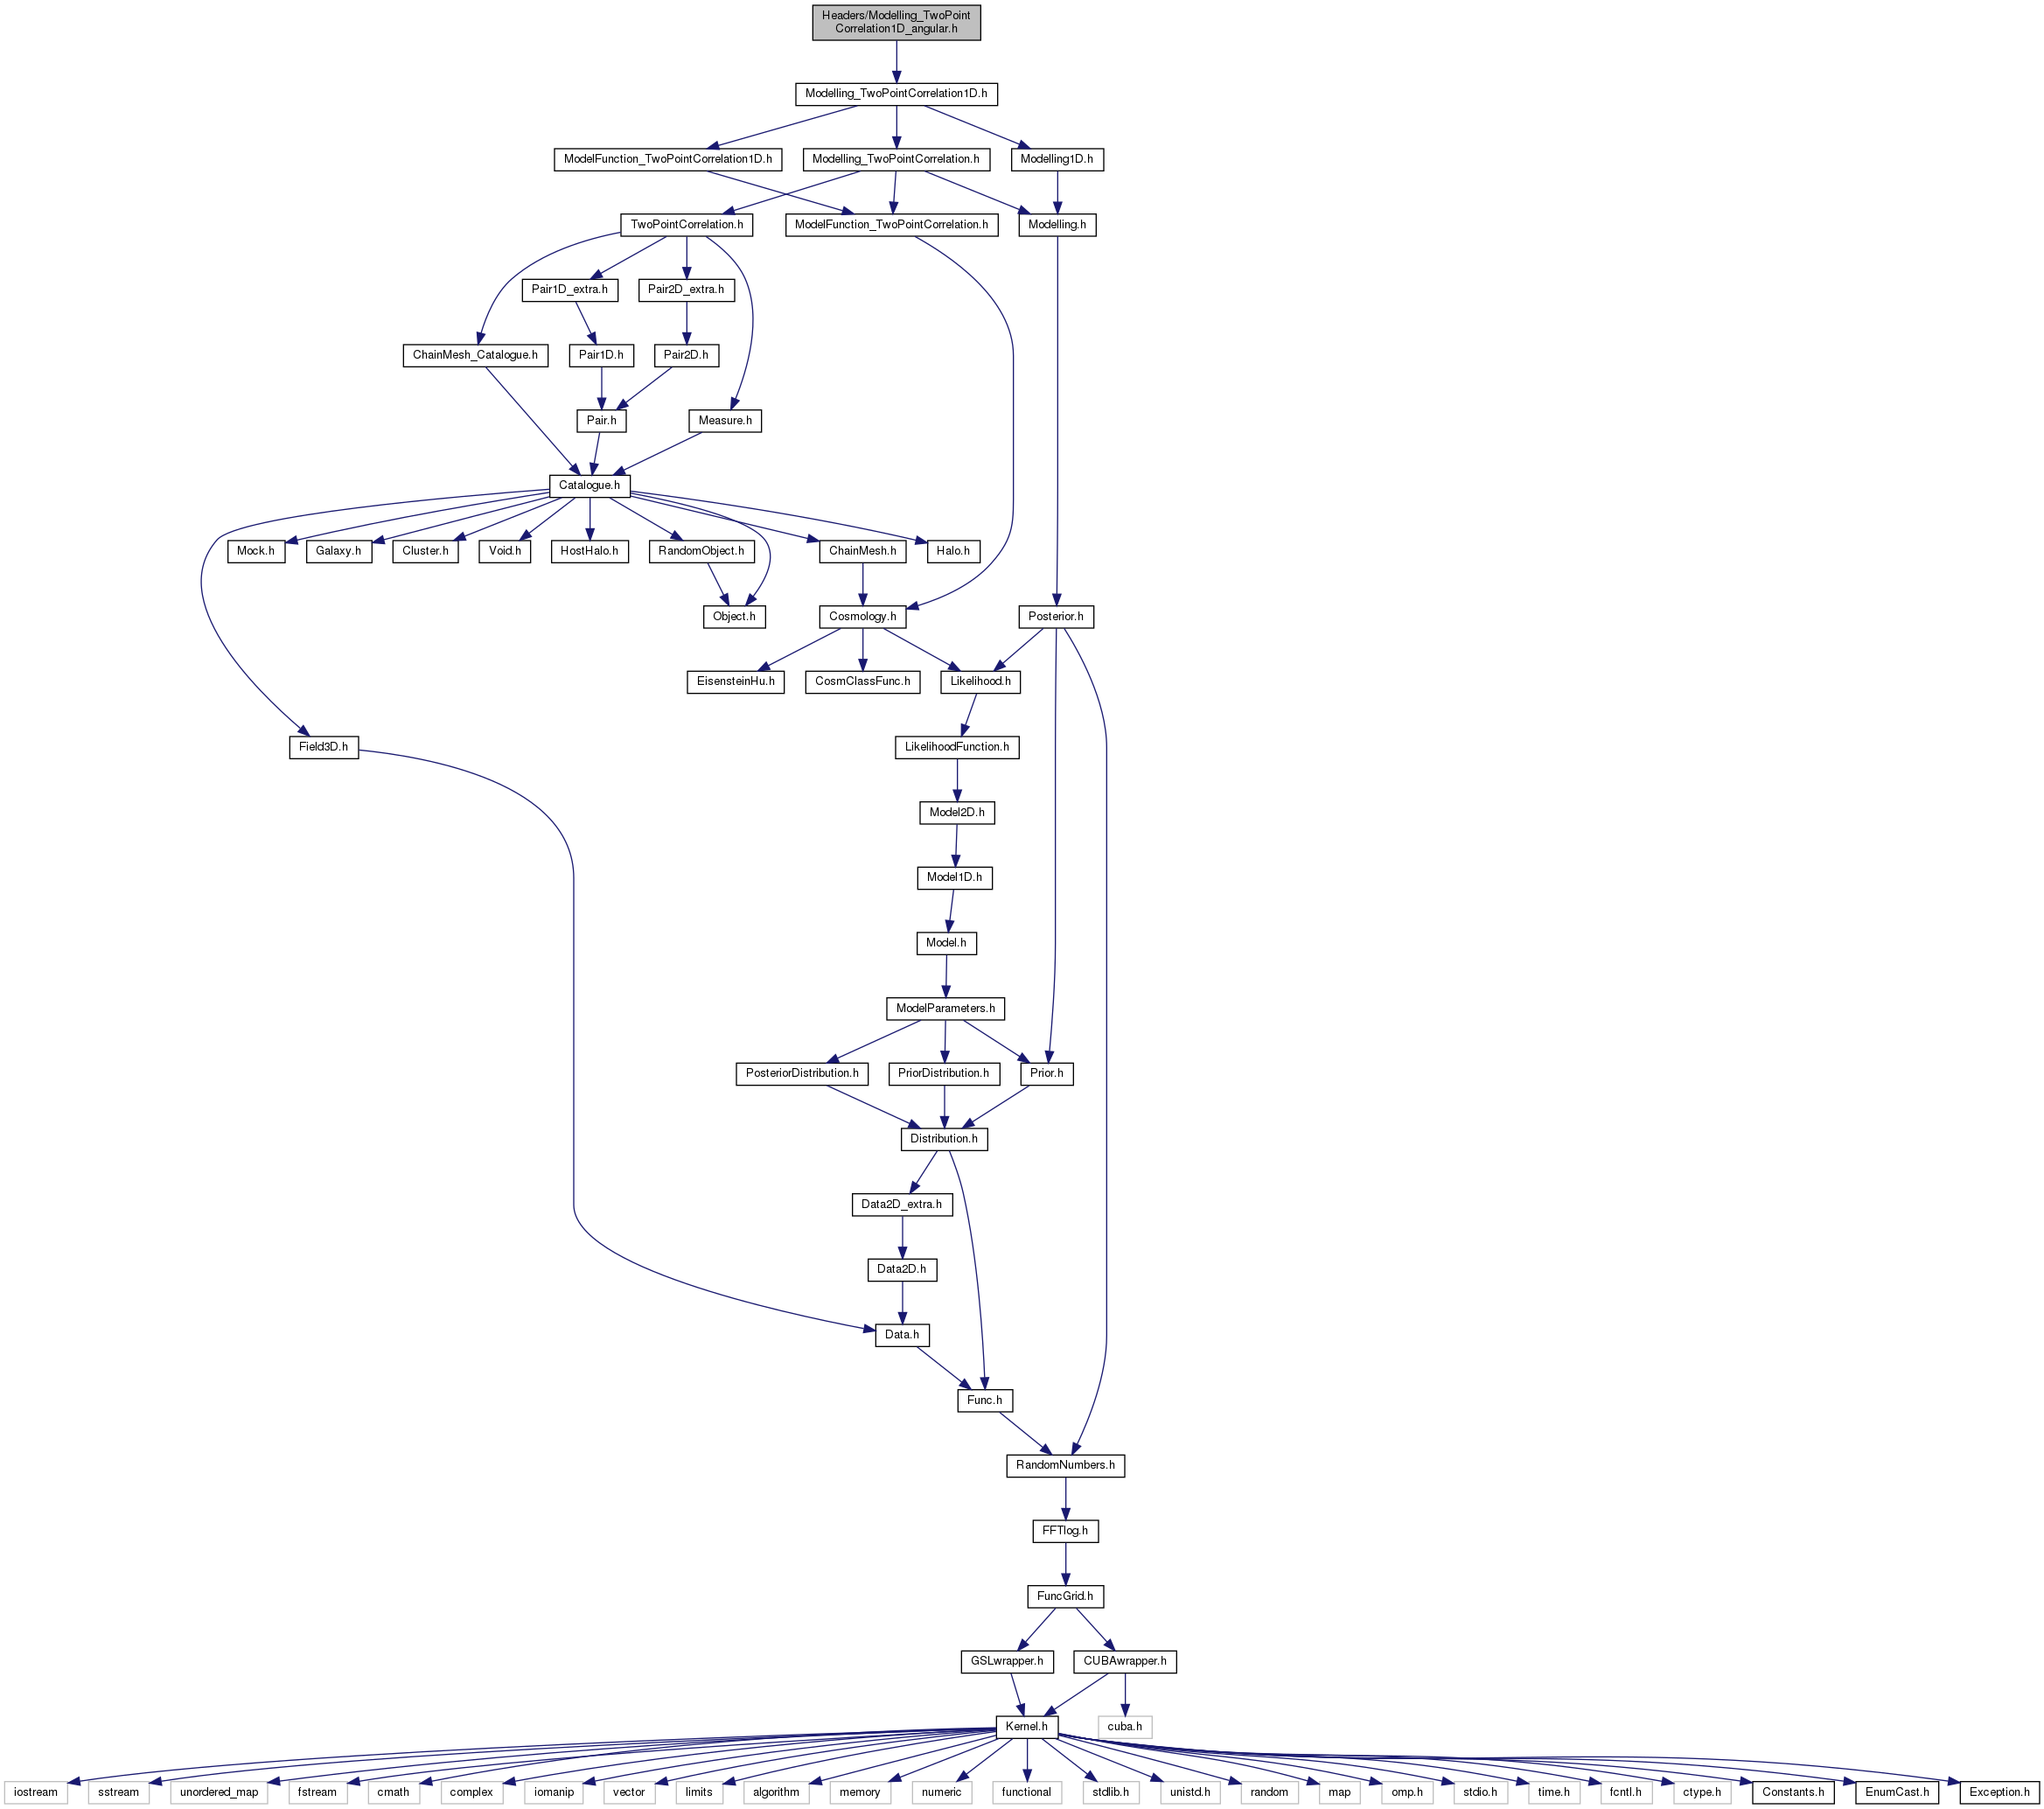 Headers/Modelling_TwoPoint
Correlation1D_angular.h
Modelling_TwoPointCorrelation1D.h
ModelFunction_TwoPointCorrelation1D.h
Modelling_TwoPointCorrelation.h
Modelling1D.h
TwoPointCorrelation.h
ModelFunction_TwoPointCorrelation.h
Modelling.h
Pair1D_extra.h
Pair2D_extra.h
ChainMesh_Catalogue.h
Pair1D.h
Pair2D.h
Pair.h
Measure.h
Catalogue.h
Mock.h
Galaxy.h
Cluster.h
Void.h
HostHalo.h
RandomObject.h
ChainMesh.h
Halo.h
Object.h
Cosmology.h
Posterior.h
EisensteinHu.h
CosmClassFunc.h
Likelihood.h
Field3D.h
LikelihoodFunction.h
Model2D.h
Model1D.h
Model.h
ModelParameters.h
PosteriorDistribution.h
PriorDistribution.h
Prior.h
Distribution.h
Data2D_extra.h
Data2D.h
Data.h
Func.h
RandomNumbers.h
FFTlog.h
FuncGrid.h
GSLwrapper.h
CUBAwrapper.h
Kernel.h
cuba.h
iostream
sstream
unordered_map
fstream
cmath
complex
iomanip
vector
limits
algorithm
memory
numeric
functional
stdlib.h
unistd.h
random
map
omp.h
stdio.h
time.h
fcntl.h
ctype.h
Constants.h
EnumCast.h
Exception.h